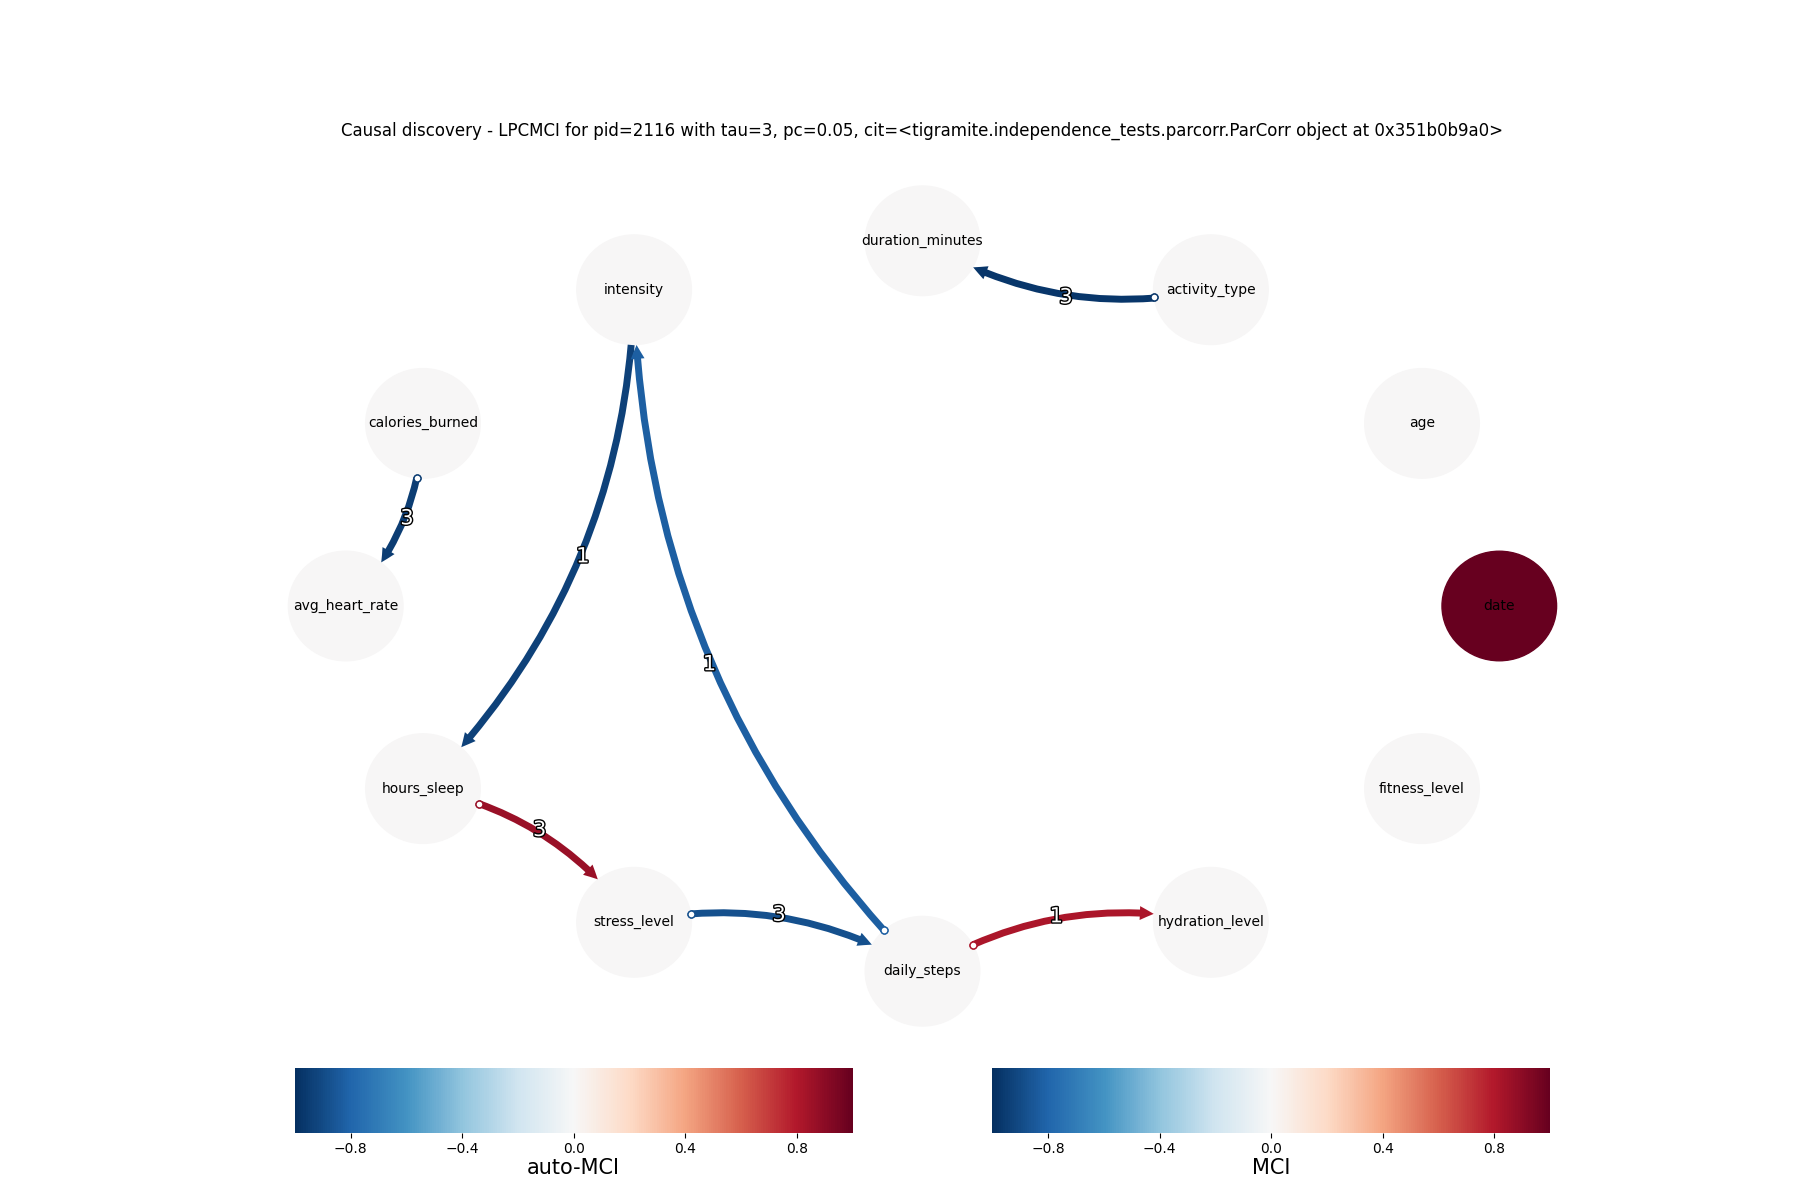 Causal discovery - LPCMCI for pid=2116 with tau=3, pc=0.05, cit=<tigramite.independence_tests.parcorr.ParCorr object at 0x351b0b9a0>
duration_minutes
intensity
activity_type
3
calories_burned
age
3
1
avg_heart_rate
date
1
hours_sleep
fitness_level
3
stress_level
3
1
hydration_level
daily_steps
−0.8 −0.4 0.0 0.4 0.8
auto-MCI
−0.8 −0.4 0.0 0.4 0.8
MCI